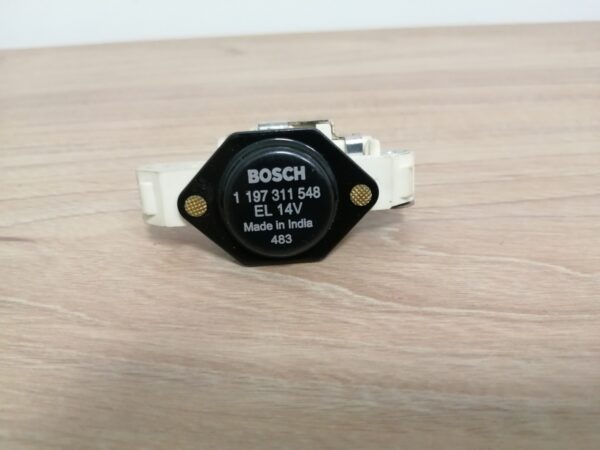 BOSCH
1 197 311 548
EL 14V
Made in India
483